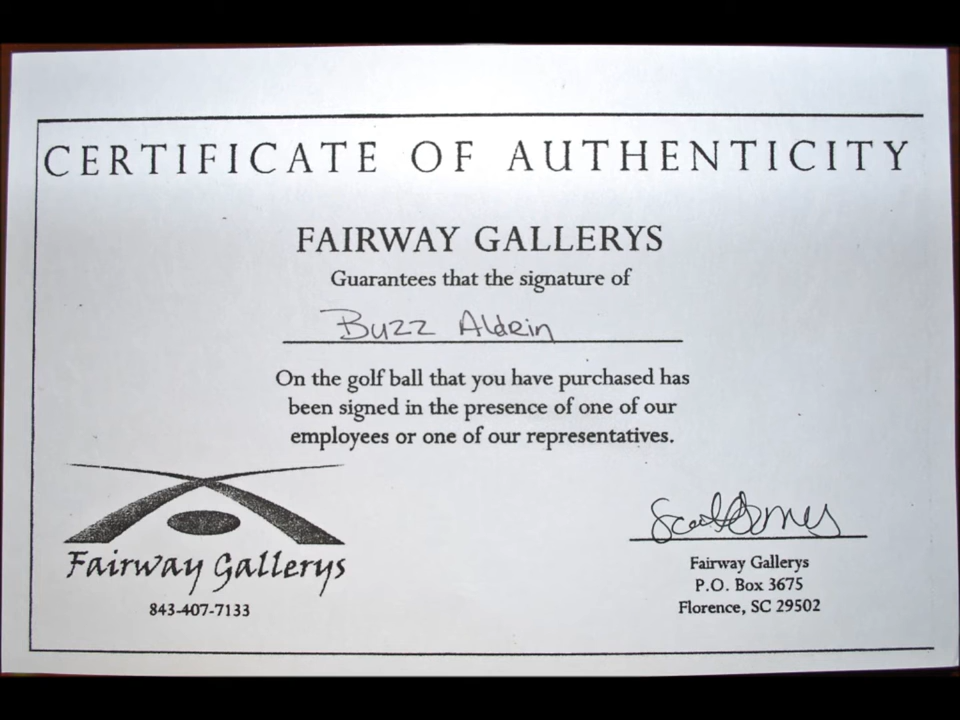 CERTIFICATE OF AUTHENTICITY
FAIRWAY GALLERYS
Guarantees that the signature of
Buzz Aldrin
On the golf ball that you have purchased has
been signed in the presence of one of our
employees or one of our representatives.
Fairway Gallerys
843-407-7133
Fairway Gallerys
P.O. Box 3675
Florence, SC 29502